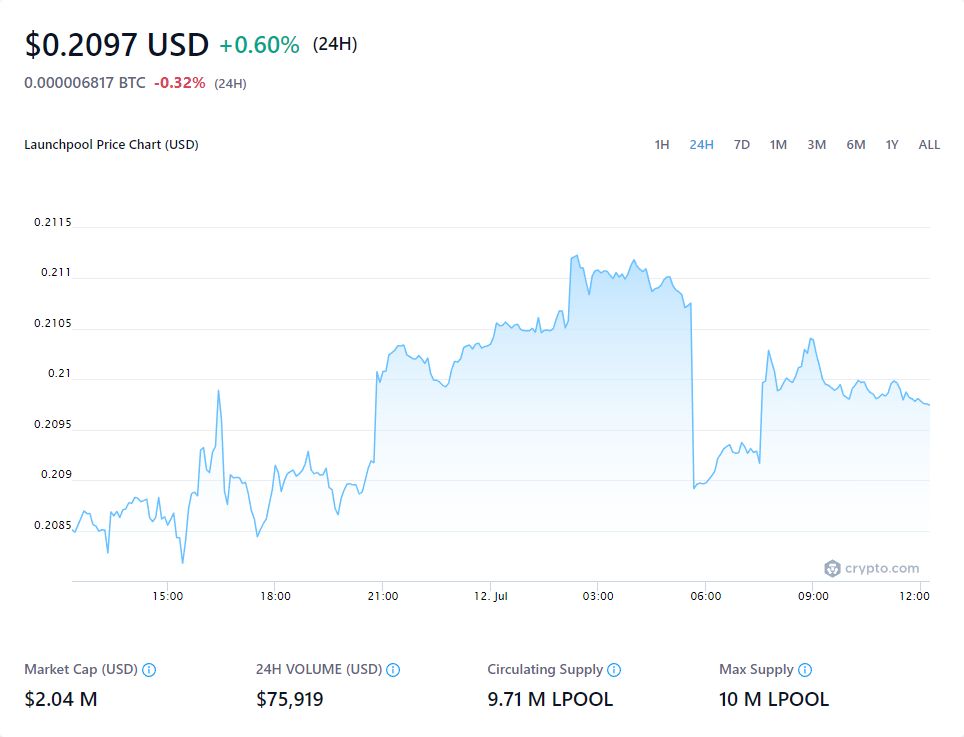 $0.2097 USD +0.60% (24H)
0.000006817 BTC -0.32% (24H)
Launchpool Price Chart (USD) 1H 24H 7D 1M 3M 6M 1Y ALL
0.2115
0.211
0.2105
0.21
0.2095
0.209
0.2085
crypto.com
15:00 18:00 21:00 12. Jul 03:00 06:00 09:00 12:00
Market Cap (USD) 24H VOLUME (USD) Circulating Supply Max Supply
$2.04 M $75,919 9.71 M LPOOL 10 M LPOOL